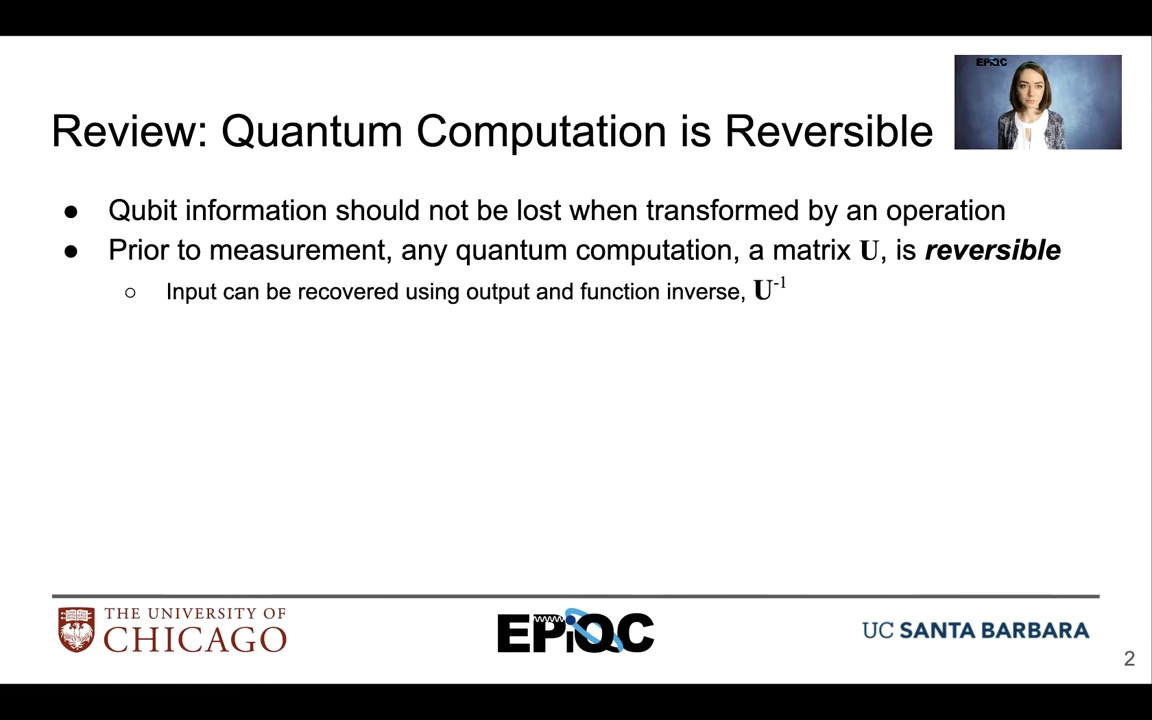 EPiQC
Review: Quantum Computation is Reversible
● Qubit information should not be lost when transformed by an operation
● Prior to measurement, any quantum computation, a matrix U, is reversible
○ Input can be recovered using output and function inverse, U⁻¹
THE UNIVERSITY OF
CHICAGO
EPiQC
UC SANTA BARBARA
2